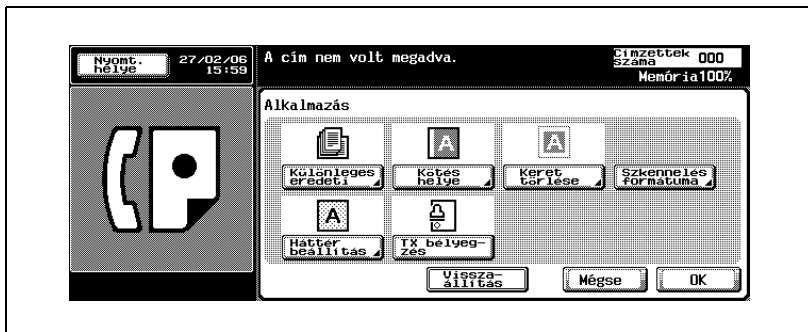 Nyomt. helye
27/02/06
15:59
A cím nem volt megadva.
Címzettek száma 000
Memória100%
Alkalmazás
Különleges eredeti
Kötés helye
Keret törlése
Szkennelés formátuma
Háttér beállítás
TX bélyeg-
zés
Vissza-
állítás
Mégse
OK